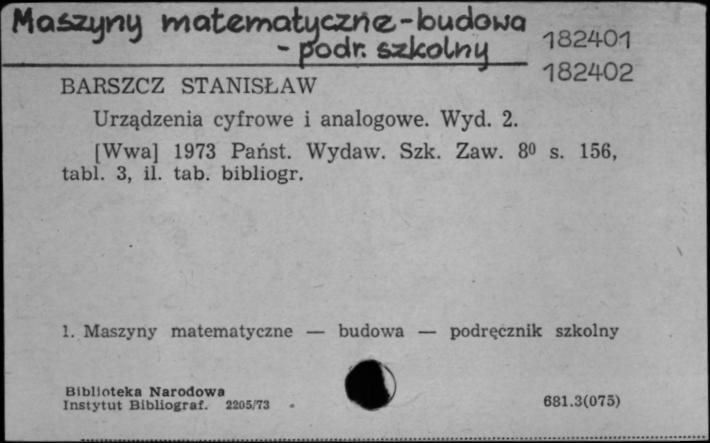 Maszyny matematyczne - budowa
- podr. szkolny
182401
182402
BARSZCZ STANISŁAW
Urządzenia cyfrowe i analogowe. Wyd. 2.
[Wwa] 1973 Państ. Wydaw. Szk. Zaw. 8⁰ s. 156,
tabl. 3, il. tab. bibliogr.
1. Maszyny matematyczne — budowa — podręcznik szkolny
Biblioteka Narodowa
Instytut Bibliograf. 2205/73
681.3(075)